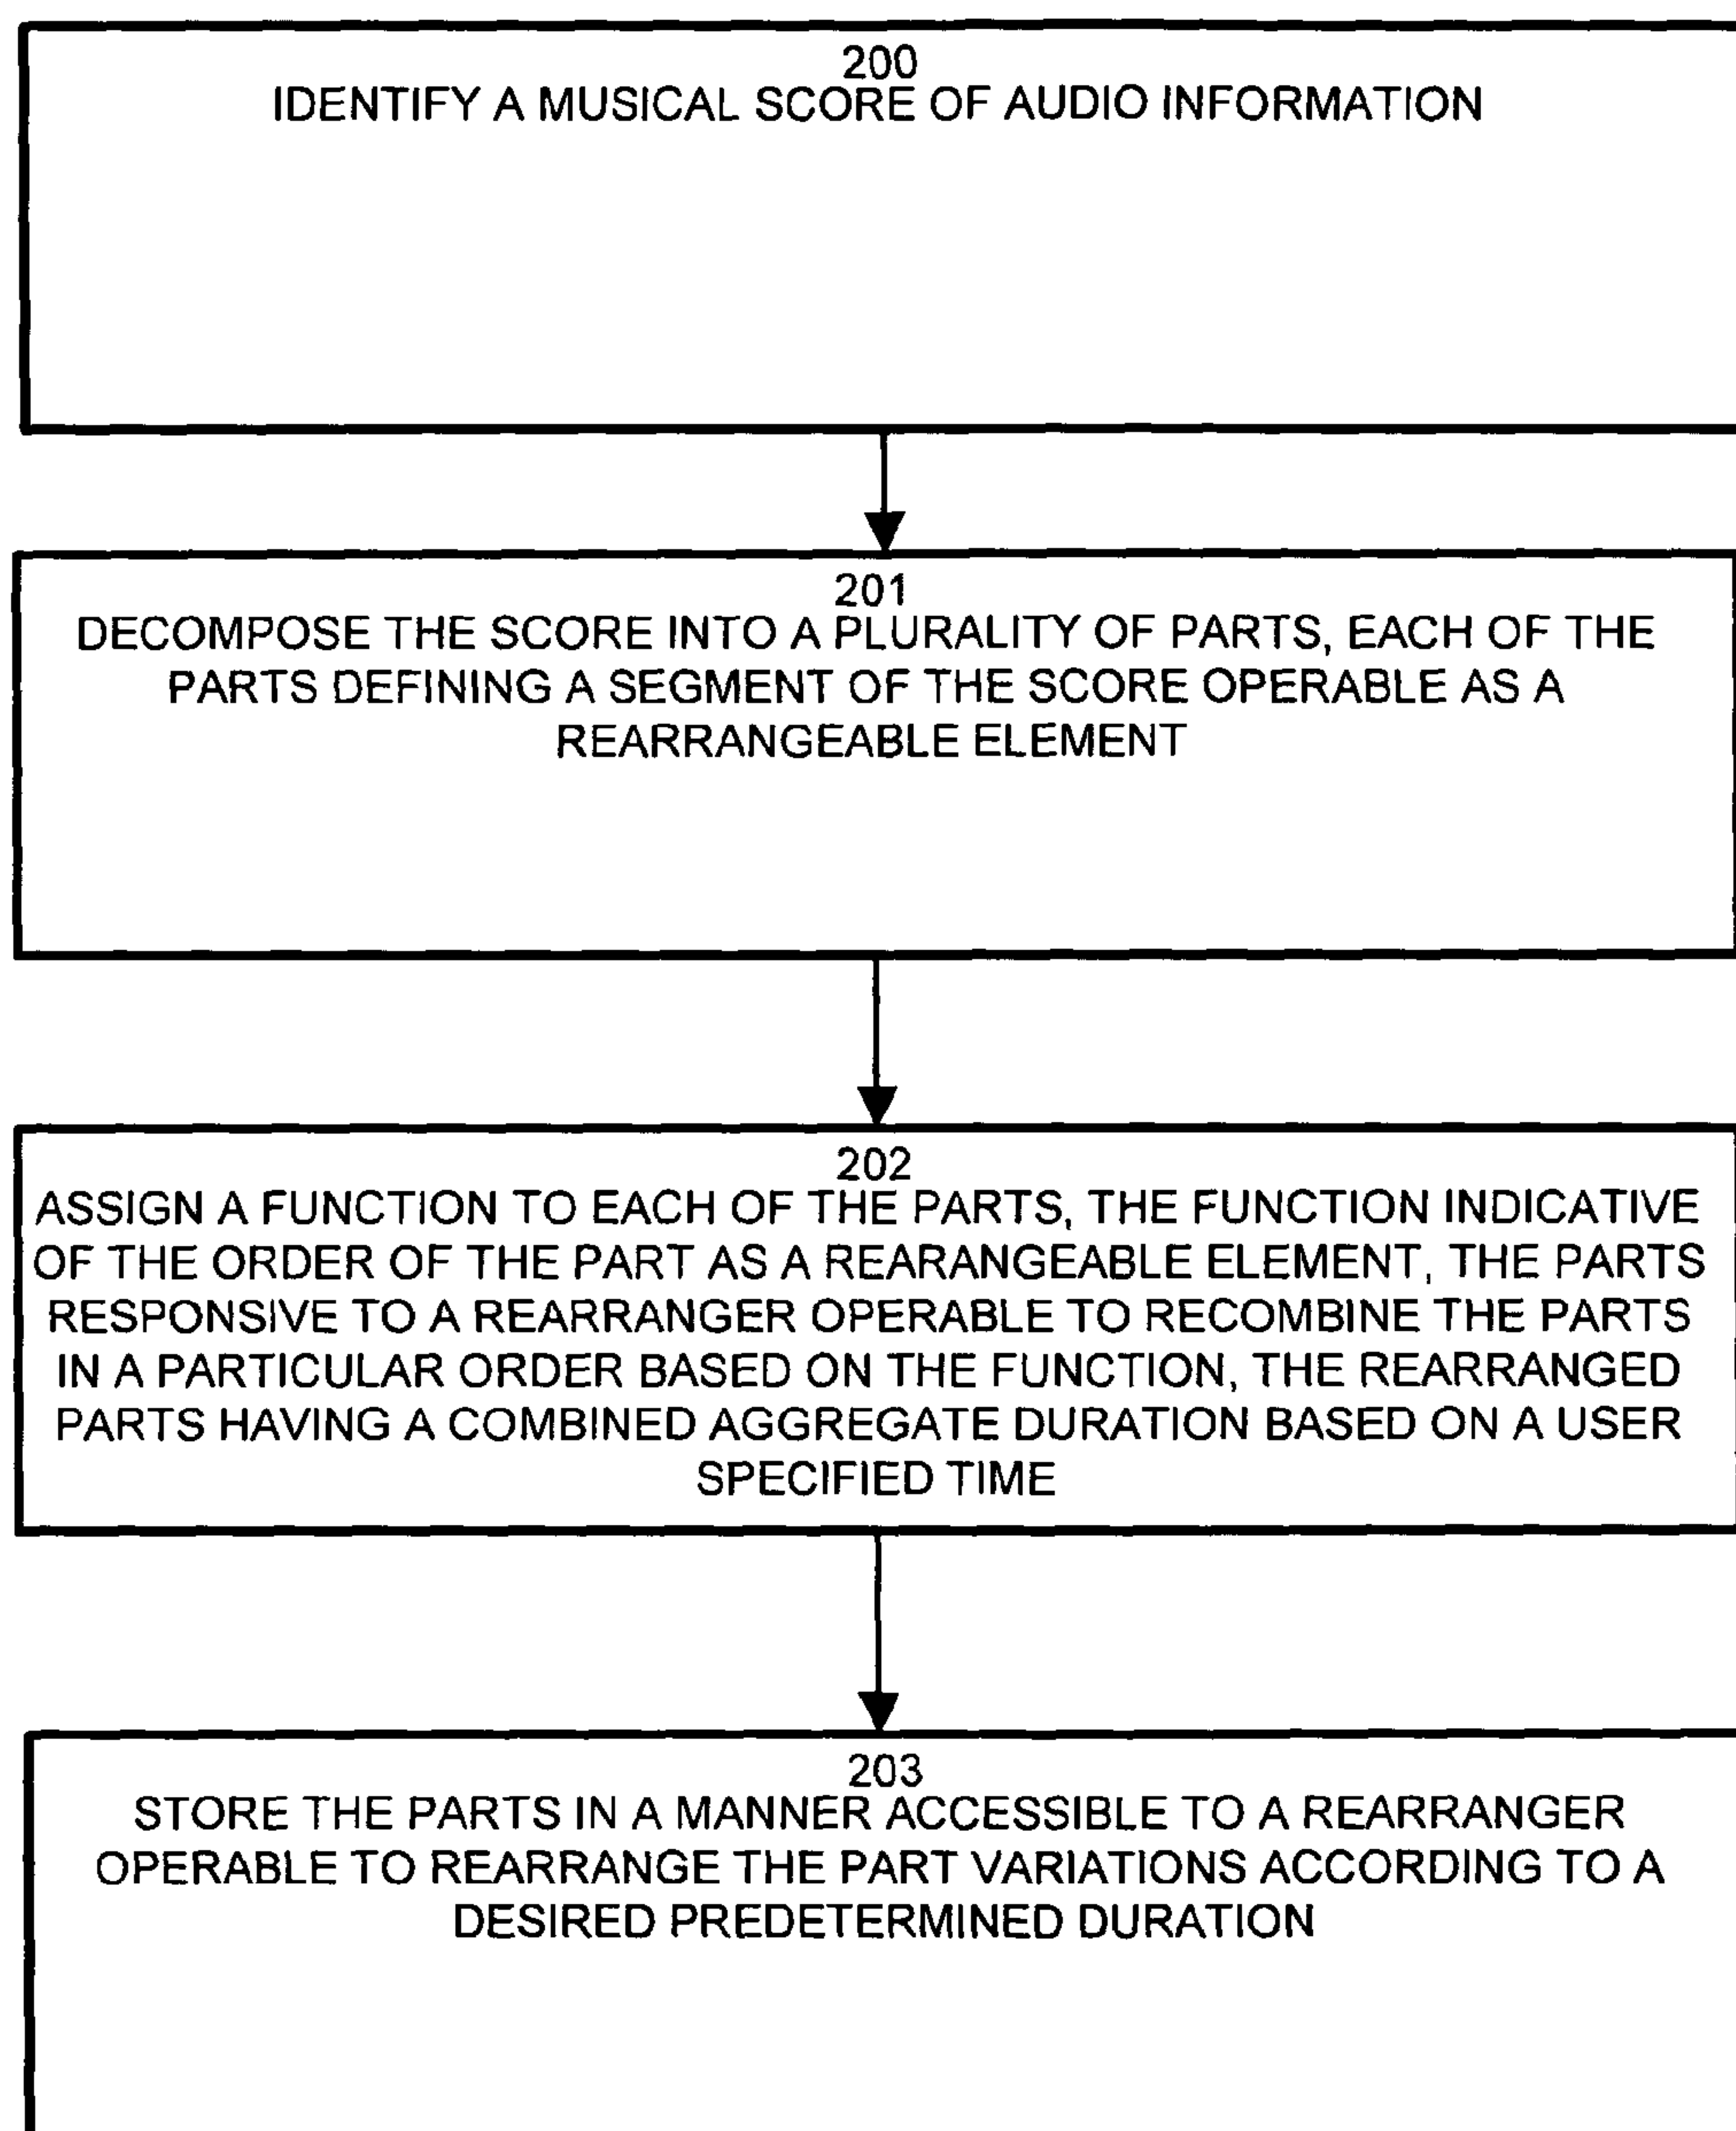 200
IDENTIFY A MUSICAL SCORE OF AUDIO INFORMATION
201
DECOMPOSE THE SCORE INTO A PLURALITY OF PARTS, EACH OF THE
PARTS DEFINING A SEGMENT OF THE SCORE OPERABLE AS A
REARRANGEABLE ELEMENT
202
ASSIGN A FUNCTION TO EACH OF THE PARTS, THE FUNCTION INDICATIVE
OF THE ORDER OF THE PART AS A REARANGEABLE ELEMENT, THE PARTS
RESPONSIVE TO A REARRANGER OPERABLE TO RECOMBINE THE PARTS
IN A PARTICULAR ORDER BASED ON THE FUNCTION, THE REARRANGED
PARTS HAVING A COMBINED AGGREGATE DURATION BASED ON A USER
SPECIFIED TIME
203
STORE THE PARTS IN A MANNER ACCESSIBLE TO A REARRANGER
OPERABLE TO REARRANGE THE PART VARIATIONS ACCORDING TO A
DESIRED PREDETERMINED DURATION